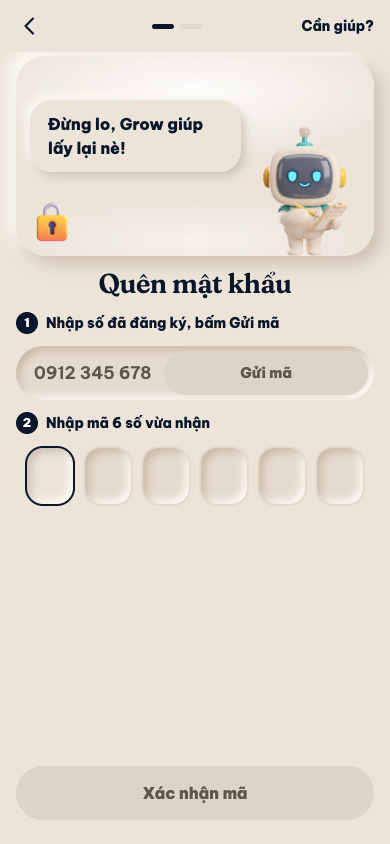 Cần giúp?
Đừng lo, Grow giúp
lấy lại nè!
Quên mật khẩu
1 Nhập số đã đăng ký, bấm Gửi mã
0912 345 678 Gửi mã
2 Nhập mã 6 số vừa nhận
Xác nhận mã